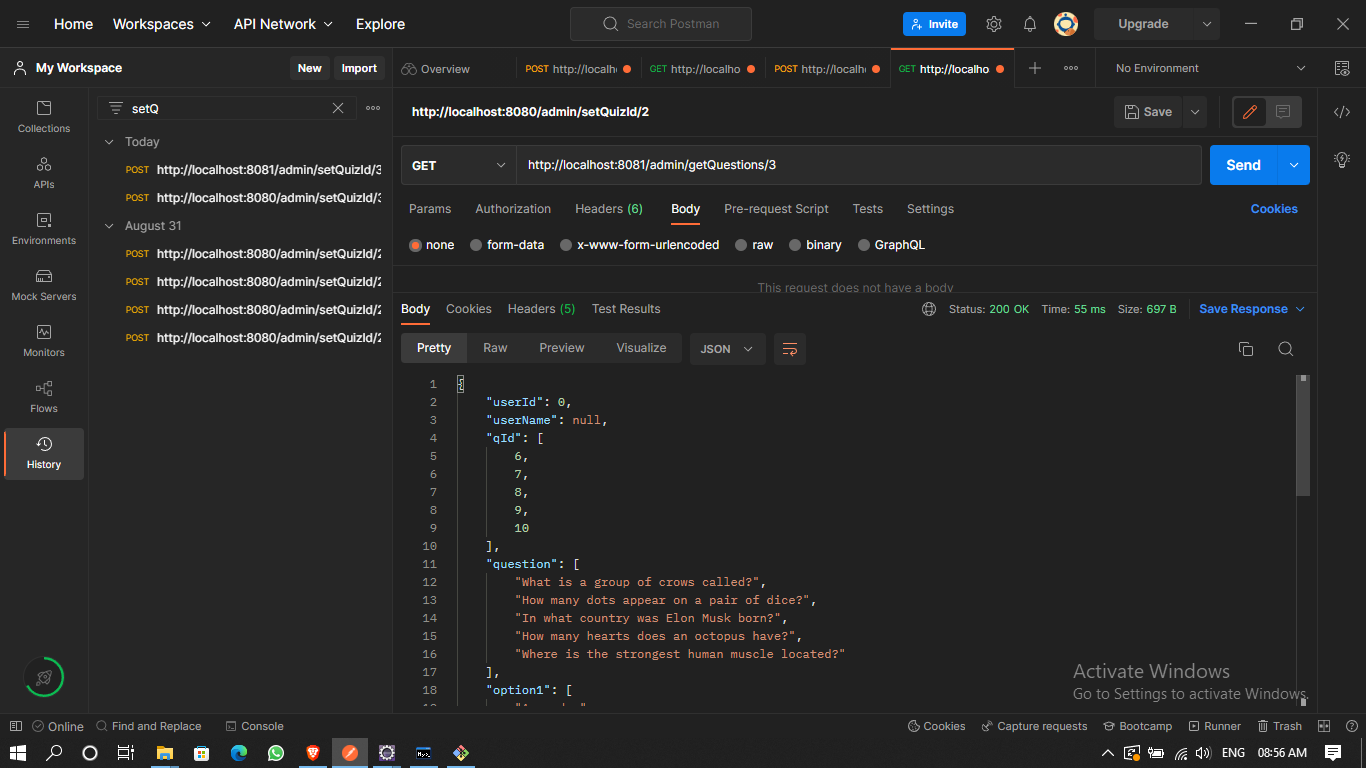 Home Workspaces API Network Explore Search Postman Invite Upgrade
My Workspace New Import Overview POST http://localh GET http://localho POST http://localh GET http://localho No Environment
setQ
http://localhost:8080/admin/setQuizId/2 Save
Collections
Today
POST http://localhost:8081/admin/setQuizId/3
GET http://localhost:8081/admin/getQuestions/3 Send
APIs
POST http://localhost:8080/admin/setQuizId/3
Params Authorization Headers (6) Body Pre-request Script Tests Settings Cookies
August 31
Environments
none form-data x-www-form-urlencoded raw binary GraphQL
POST http://localhost:8080/admin/setQuizId/2
POST http://localhost:8080/admin/setQuizId/2
This request does not have a body
Mock Servers
POST http://localhost:8080/admin/setQuizId/2
Body Cookies Headers (5) Test Results Status: 200 OK Time: 55 ms Size: 697 B Save Response
POST http://localhost:8080/admin/setQuizId/2
Monitors
Pretty Raw Preview Visualize JSON
Flows
History
1 {
2 "userId": 0,
3 "userName": null,
4 "qId": [
5 6,
6 7,
7 8,
8 9,
9 10
10 ],
11 "question": [
12 "What is a group of crows called?",
13 "How many dots appear on a pair of dice?",
14 "In what country was Elon Musk born?",
15 "How many hearts does an octopus have?",
16 "Where is the strongest human muscle located?"
17 ],
18 "option1": [
Activate Windows
Go to Settings to activate Windows.
Online Find and Replace Console Cookies Capture requests Bootcamp Runner Trash
ENG 08:56 AM